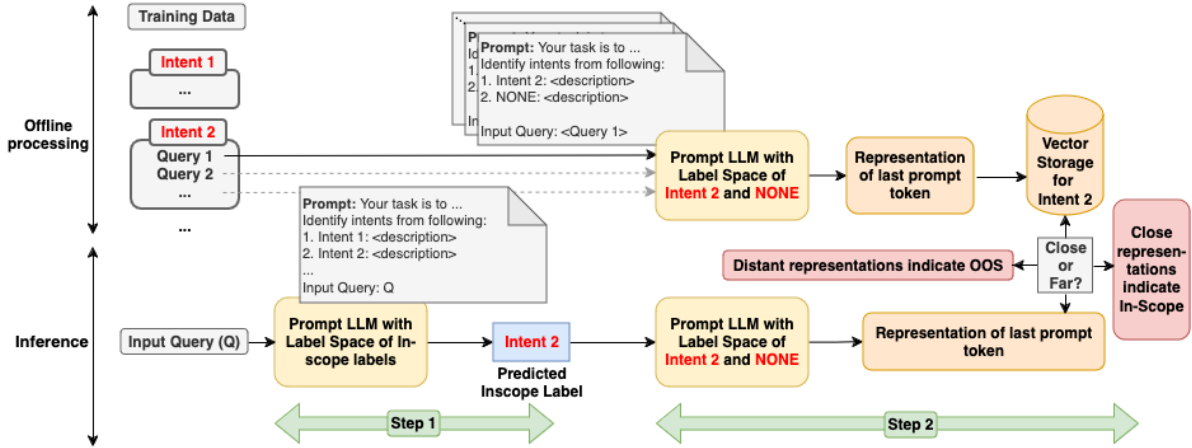 Training Data
Intent 1
...
Intent 2
Query 1
Query 2
...
...
Offline
processing
Prompt: Your task is to ...
Identify intents from following:
1. Intent 2: <description>
2. NONE: <description>
Input Query: <Query 1>
Prompt LLM with
Label Space of
Intent 2 and NONE
Representation
of last prompt
token
Vector
Storage
for
Intent 2
Prompt: Your task is to ...
Identify intents from following:
1. Intent 1: <description>
2. Intent 2: <description>
...
Input Query: Q
Distant representations indicate OOS
Close
or
Far?
Close
represen-
tations
indicate
In-Scope
Inference
Input Query (Q)
Prompt LLM with
Label Space of In-
scope labels
Intent 2
Predicted
Inscope Label
Prompt LLM with
Label Space of
Intent 2 and NONE
Representation of last prompt
token
Step 1
Step 2